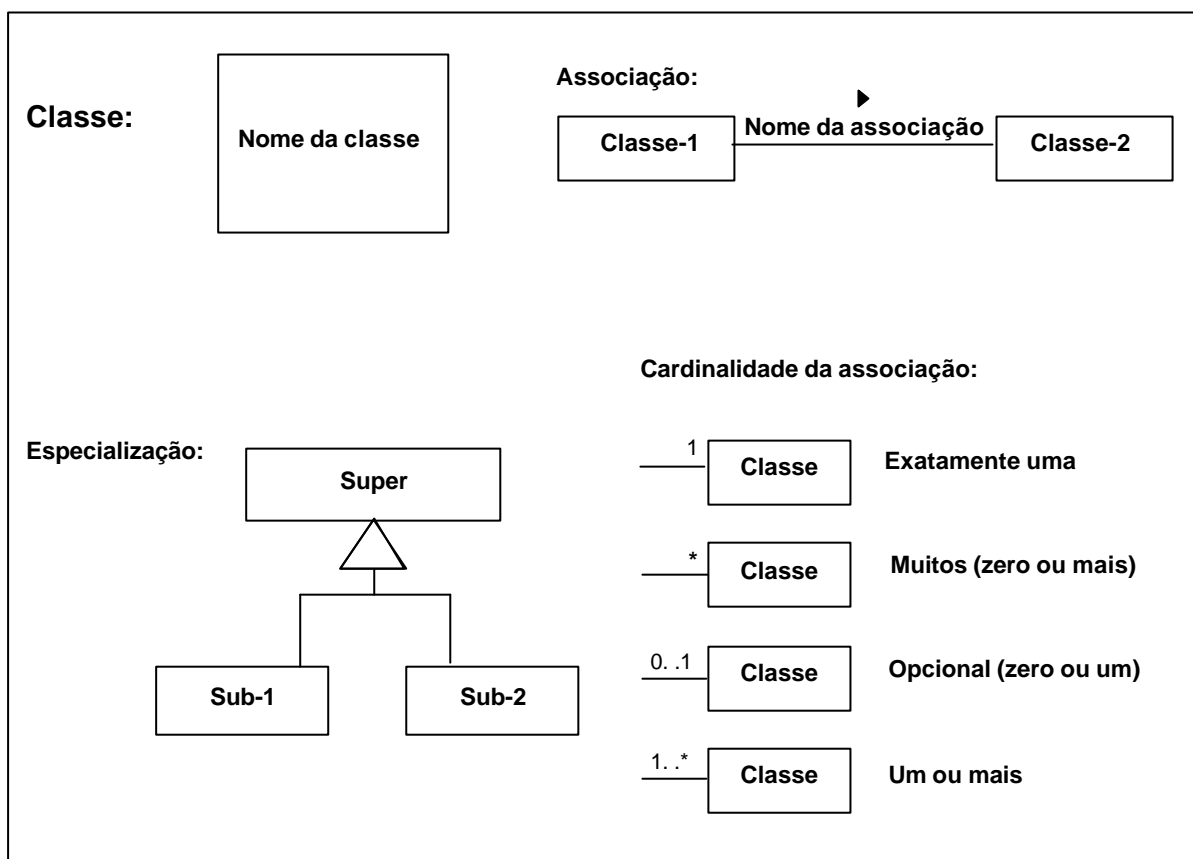 Classe:
Nome da classe
Associação:
Classe-1
Nome da associação
Classe-2
Especialização:
Super
Sub-1
Sub-2
Cardinalidade da associação:
1
Classe
Exatamente uma
*
Classe
Muitos (zero ou mais)
0. .1
Classe
Opcional (zero ou um)
1. .*
Classe
Um ou mais